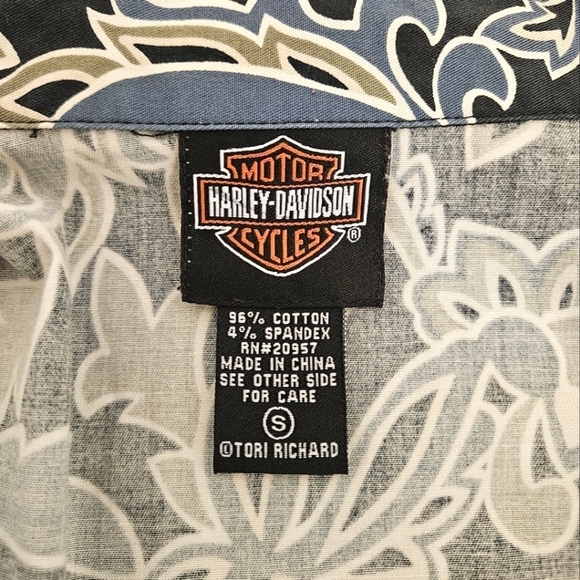 MOTOR
HARLEY-DAVIDSON
CYCLES ®
96% COTTON
4% SPANDEX
RN#20957
MADE IN CHINA
SEE OTHER SIDE
FOR CARE
S
©TORI RICHARD